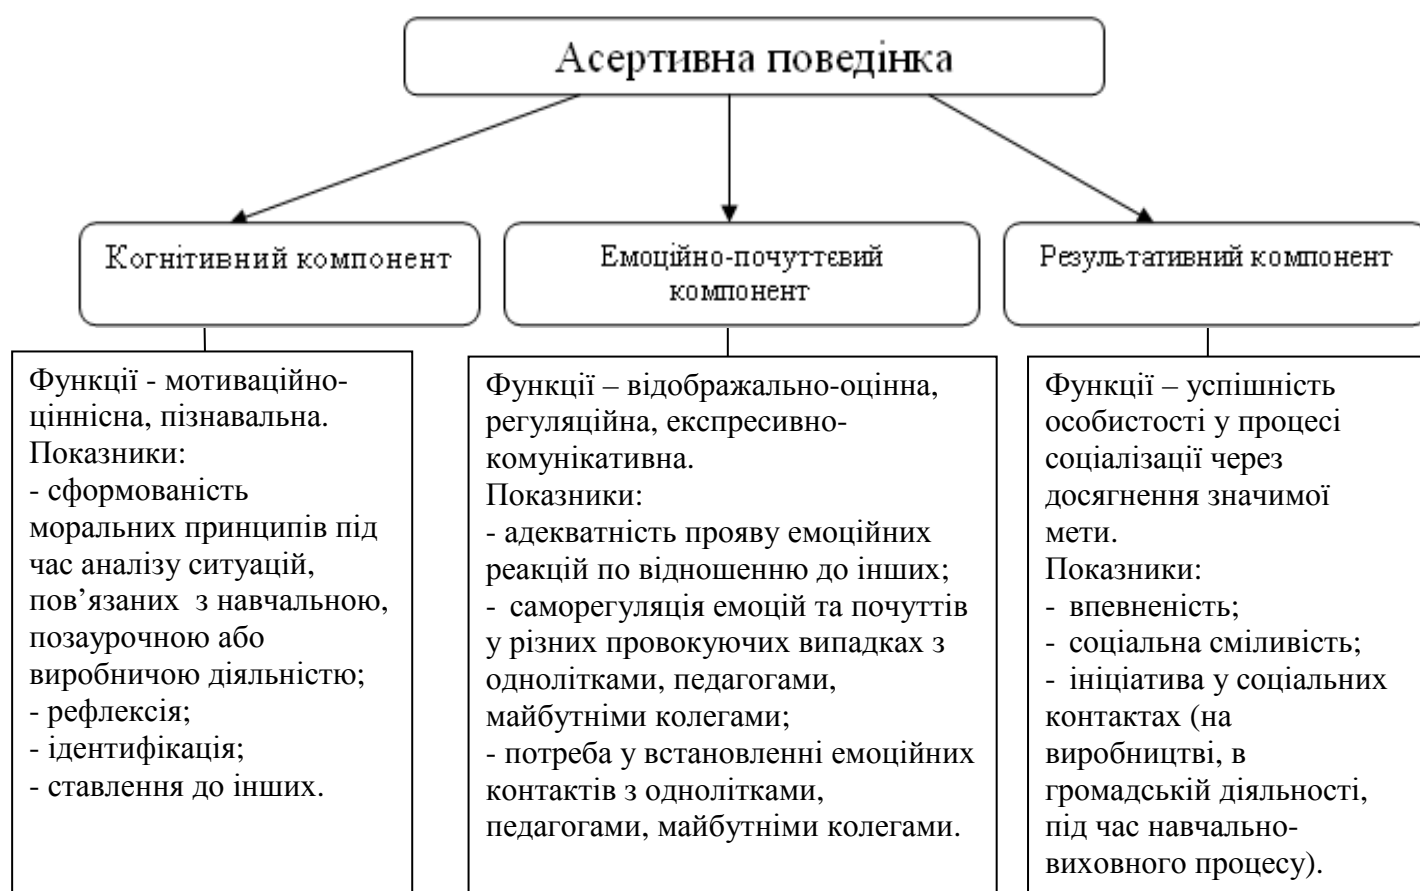 Асертивна поведінка
Когнітивний компонент
Емоційно-почуттєвий
компонент
Результативний компонент
Функції - мотиваційно-
ціннісна, пізнавальна.
Показники:
- сформованість
моральних принципів під
час аналізу ситуацій,
пов’язаних з навчальною,
позаурочною або
виробничою діяльністю;
- рефлексія;
- ідентифікація;
- ставлення до інших.
Функції – відображально-оцінна,
регуляційна, експресивно-
комунікативна.
Показники:
- адекватність прояву емоційних
реакцій по відношенню до інших;
- саморегуляція емоцій та почуттів
у різних провокуючих випадках з
однолітками, педагогами,
майбутніми колегами;
- потреба у встановленні емоційних
контактів з однолітками,
педагогами, майбутніми колегами.
Функції – успішність
особистості у процесі
соціалізації через
досягнення значимої
мети.
Показники:
- впевненість;
- соціальна сміливість;
- ініціатива у соціальних
контактах (на
виробництві, в
громадській діяльності,
під час навчально-
виховного процесу).